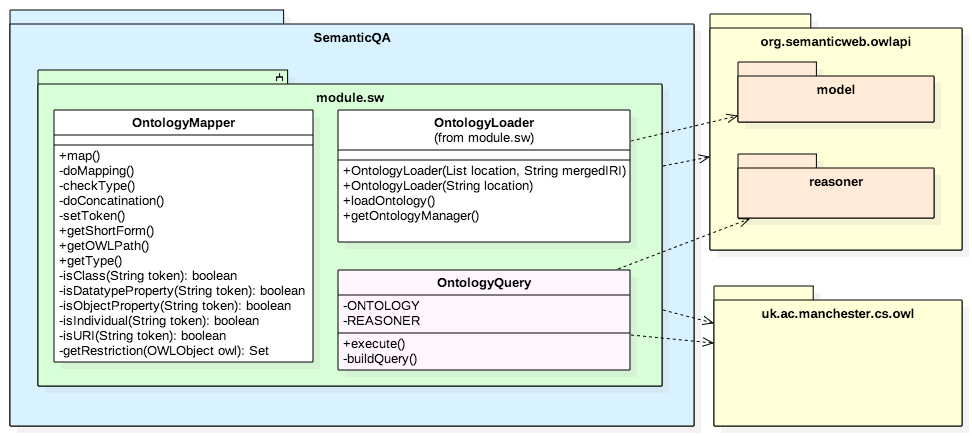 SemanticQA
module.sw
OntologyMapper
+map()
-doMapping()
-checkType()
-doConcatination()
-setToken()
+getShortForm()
+getOWLPath()
+getType()
-isClass(String token): boolean
-isDatatypeProperty(String token): boolean
-isObjectProperty(String token): boolean
-isIndividual(String token): boolean
-isURI(String token): boolean
-getRestriction(OWLObject owl): Set
OntologyLoader
(from module.sw)
+OntologyLoader(List location, String mergedIRI)
+OntologyLoader(String location)
+loadOntology()
+getOntologyManager()
OntologyQuery
-ONTOLOGY
-REASONER
+execute()
-buildQuery()
org.semanticweb.owlapi
model
reasoner
uk.ac.manchester.cs.owl